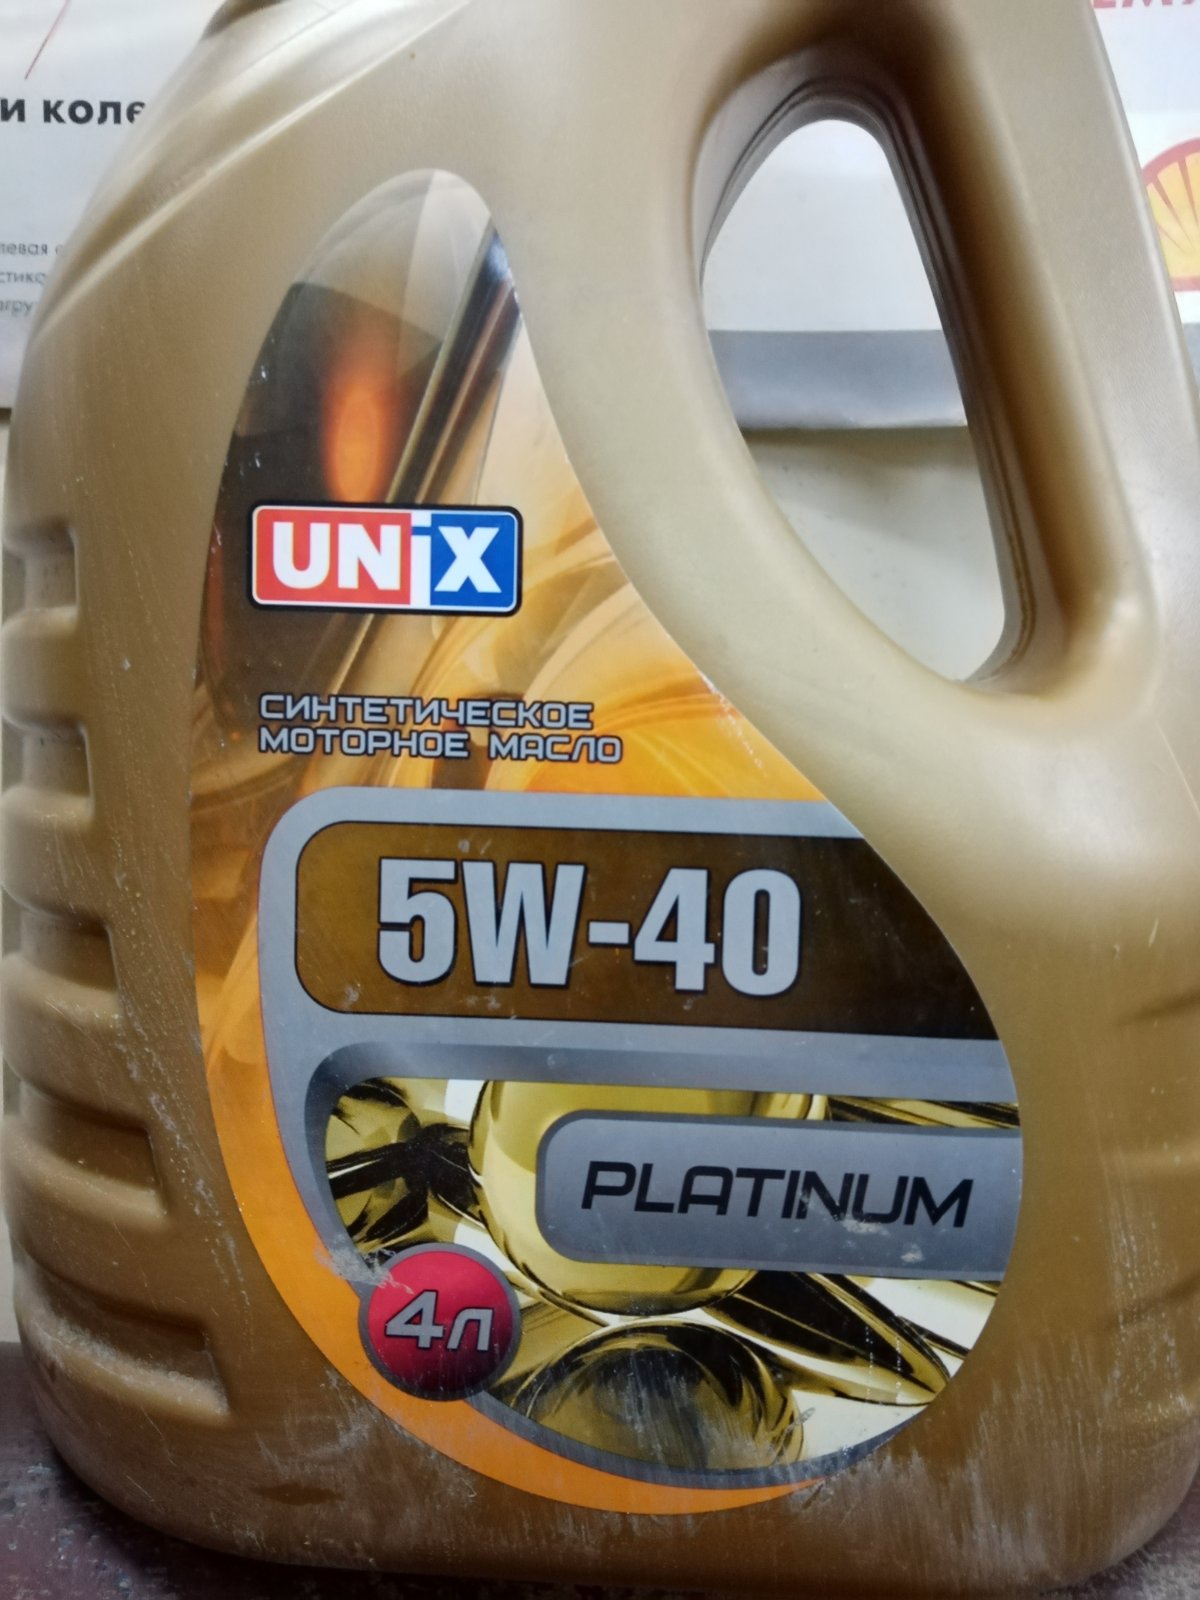 и коле
UNiX
СИНТЕТИЧЕСКОЕ
МОТОРНОЕ МАСЛО
5W-40
PLATINUM
4л